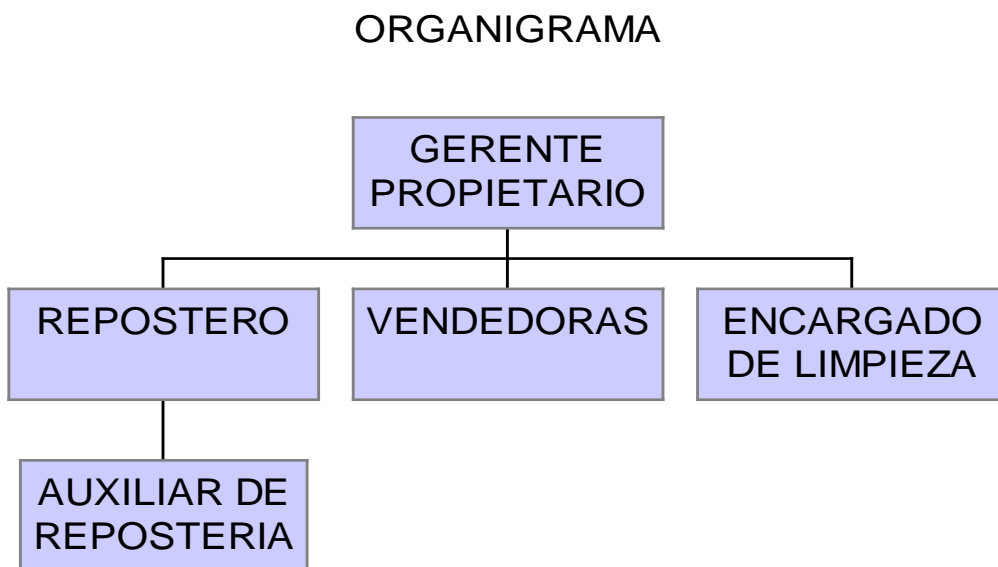 ORGANIGRAMA
GERENTE
PROPIETARIO
REPOSTERO
VENDEDORAS
ENCARGADO
DE LIMPIEZA
AUXILIAR DE
REPOSTERIA